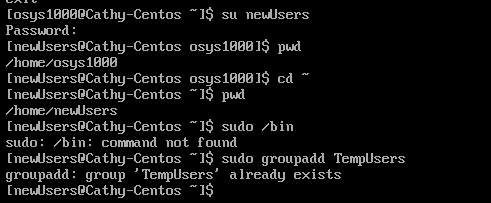 exit
[osys1000@Cathy-Centos ~]$ su newUsers
Password:
[newUsers@Cathy-Centos osys1000]$ pwd
/home/osys1000
[newUsers@Cathy-Centos osys1000]$ cd ~
[newUsers@Cathy-Centos ~]$ pwd
/home/newUsers
[newUsers@Cathy-Centos ~]$ sudo /bin
sudo: /bin: command not found
[newUsers@Cathy-Centos ~]$ sudo groupadd TempUsers
groupadd: group 'TempUsers' already exists
[newUsers@Cathy-Centos ~]$